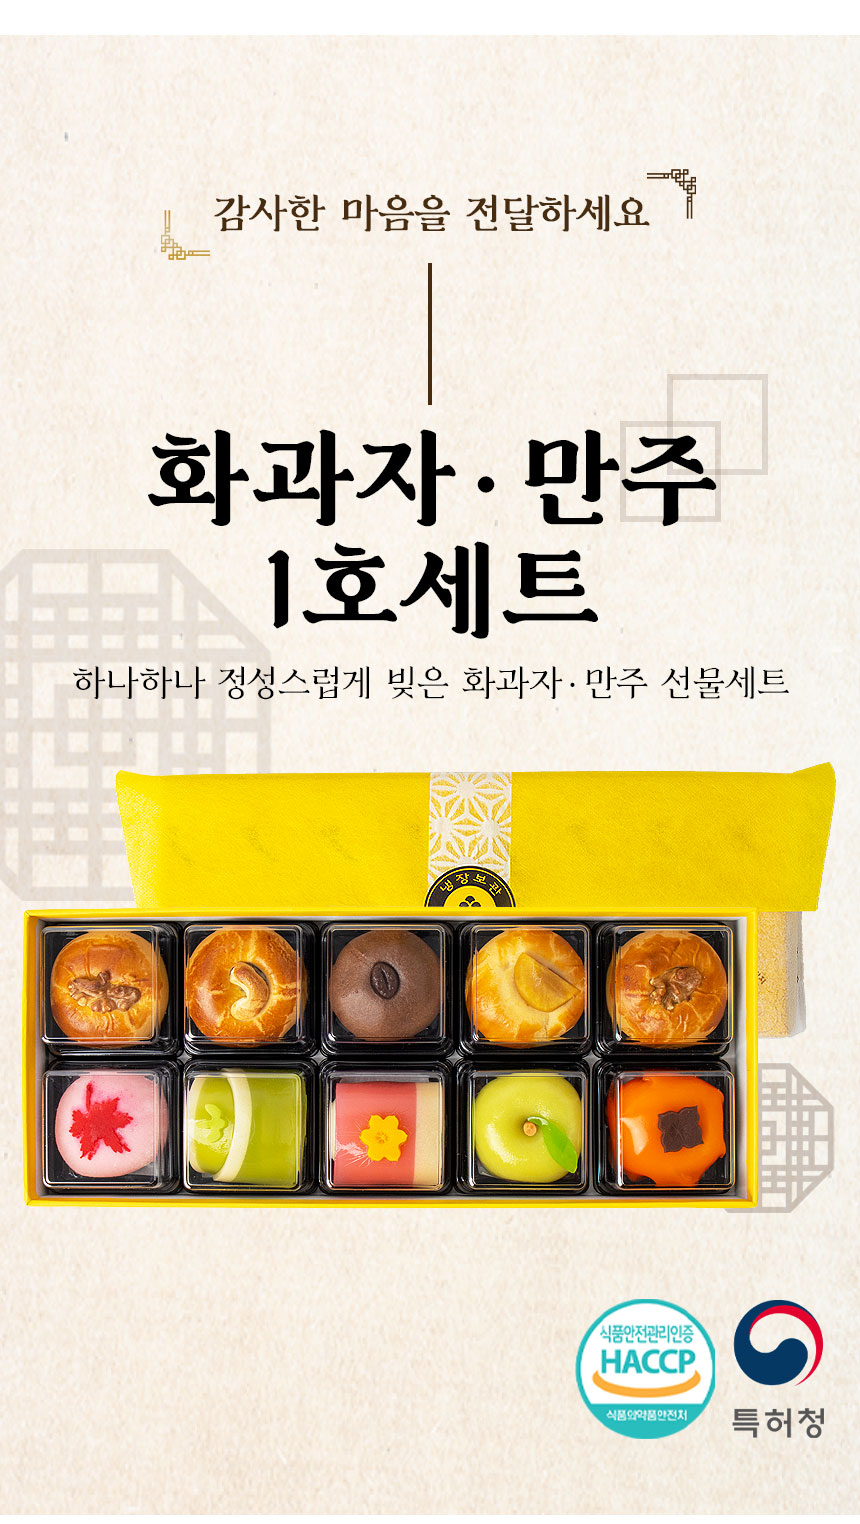 감사한 마음을 전달하세요
화과자·만주
1호세트
하나하나 정성스럽게 빚은 화과자·만주 선물세트
냉장보관
식품안전관리인증
HACCP
식품의약품안전처
특허청